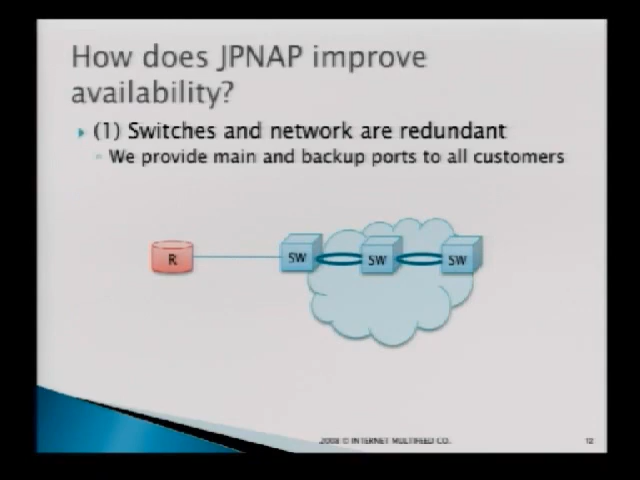 How does JPNAP improve
availability?
(1) Switches and network are redundant
We provide main and backup ports to all customers
R
SW
SW
SW
2008 © INTERNET MULTIFEED CO.
12